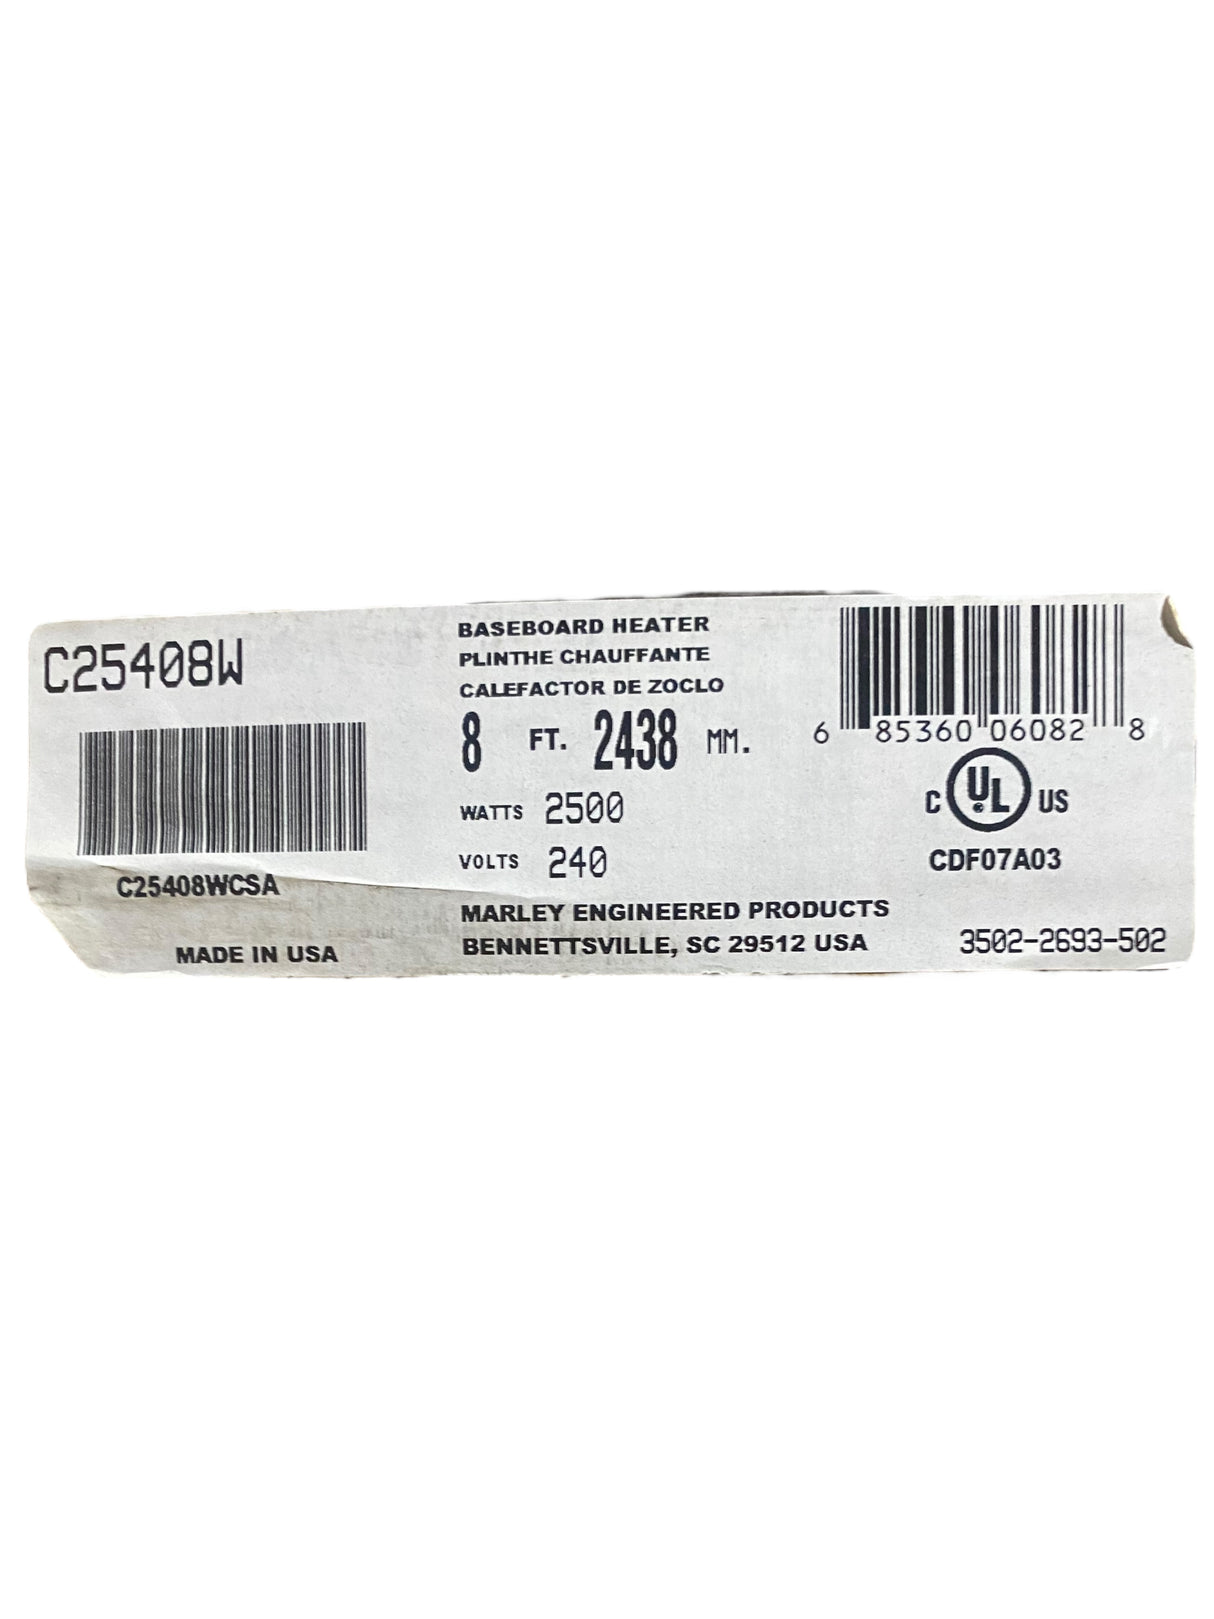 C25408W
C25408WCSA
MADE IN USA
BASEBOARD HEATER
PLINTHE CHAUFFANTE
CALEFACTOR DE ZOCLO
8 FT. 2438 MM.
WATTS 2500
VOLTS 240
MARLEY ENGINEERED PRODUCTS
BENNETTSVILLE, SC 29512 USA
6 85360 06082 8
C UL US
CDF07A03
3502-2693-502